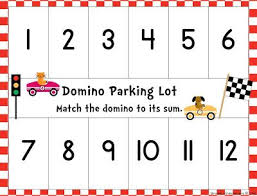 1 2 3 4 5 6
Domino Parking Lot
Match the domino to its sum.
7 8 9 10 11 12